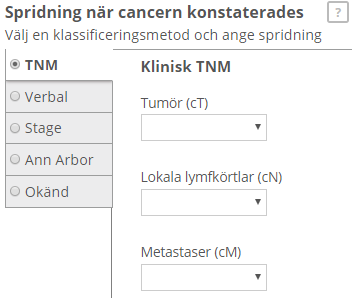 Spridning när cancern konstaterades
?
Välj en klassificeringsmetod och ange spridning
TNM
Verbal
Stage
Ann Arbor
Okänd
Klinisk TNM
Tumör (cT)
Lokala lymfkörtlar (cN)
Metastaser (cM)